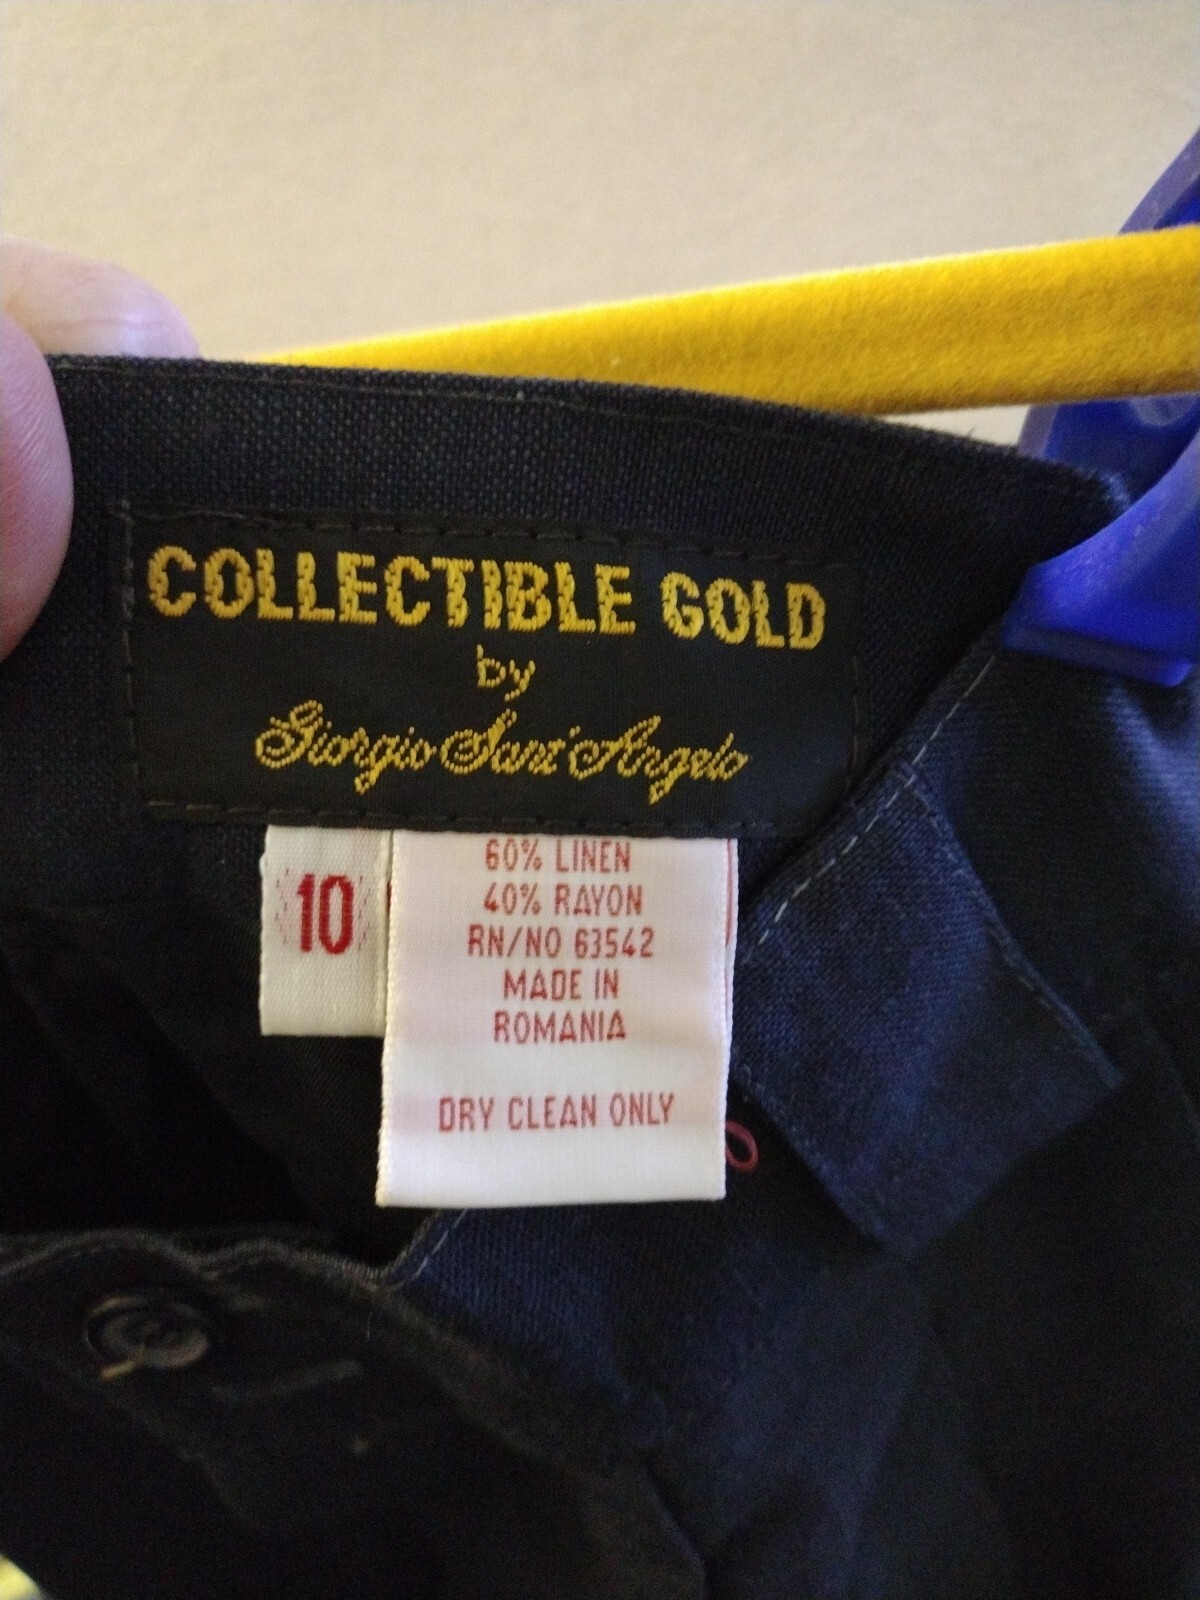 COLLECTIBLE GOLD
by
Giorgio Sant'Angelo
10
60% LINEN
40% RAYON
RN/NO 63542
MADE IN
ROMANIA
DRY CLEAN ONLY